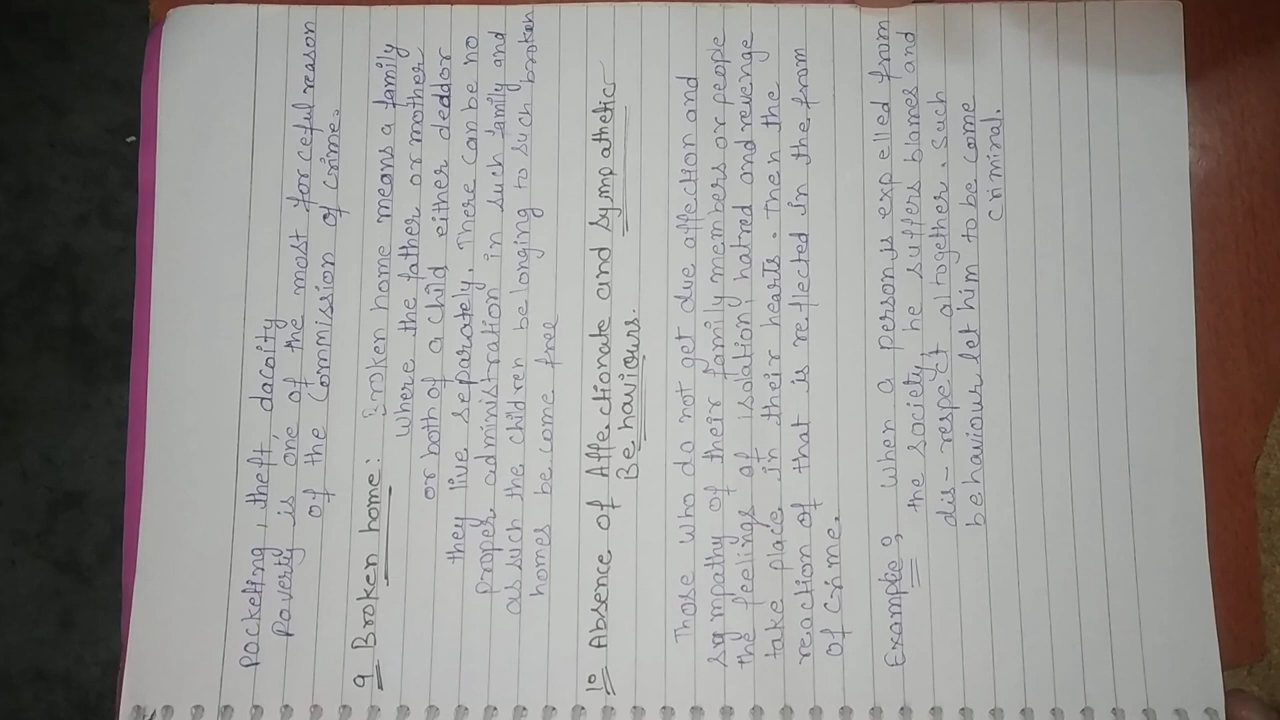 Pocketing, theft, dacoity
Poverty is one of the most forceful reason
of the Commission of crime.
9 Broken home: Broken home means a family
where the father or mother
or both of a child either dead or
they live separately. There can be no
proper administration in such family and
as such the children belonging to such broken
homes be come free
10 Absence of Affectionate and Sympathetic
Be haviours.
Those who do not get due affection and
sympathy of their family members or people
the feelings of isolation, hatred and revenge
take place in their hearts. Then the
reaction of that is reflected in the from
of Crime.
Example: When a person is expelled from
the society, he suffers blames and
dis-respect altogether. Such
behaviour let him to be come
criminal.